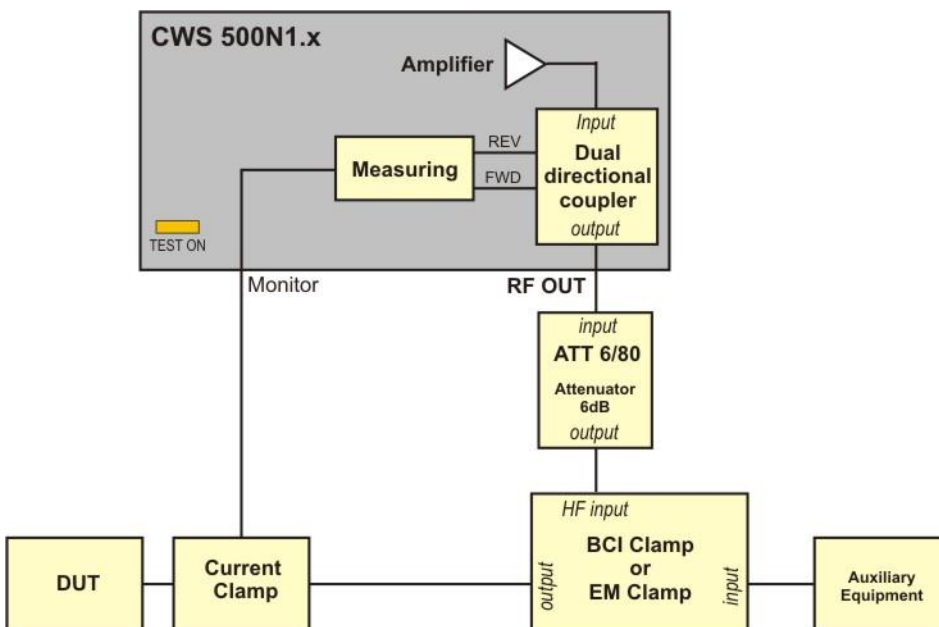 CWS 500N1.x
Amplifier
Input
Dual
directional
coupler
output
REV
FWD
Measuring
TEST ON
Monitor
RF OUT
input
ATT 6/80
Attenuator
6dB
output
HF input
BCI Clamp
or
EM Clamp
output
input
DUT
Current
Clamp
Auxiliary
Equipment